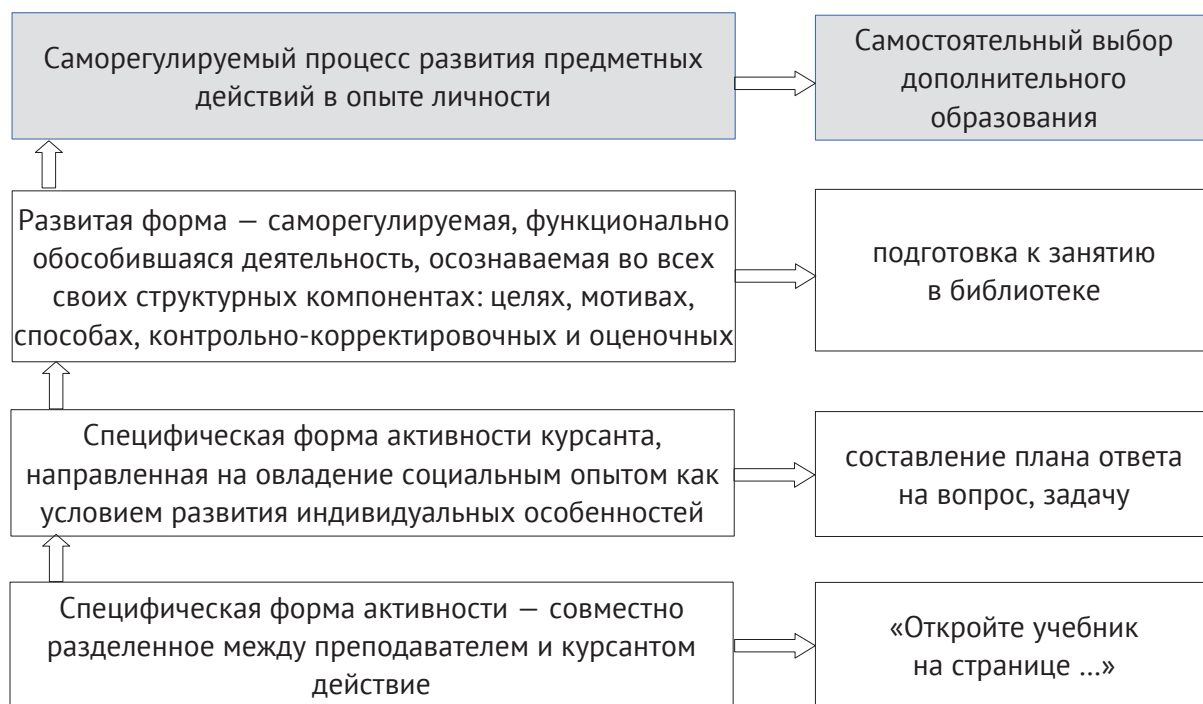 Саморегулируемый процесс развития предметных
действий в опыте личности
Самостоятельный выбор
дополнительного
образования
Развитая форма — саморегулируемая, функционально
обособившаяся деятельность, осознаваемая во всех
своих структурных компонентах: целях, мотивах,
способах, контрольно-корректировочных и оценочных
подготовка к занятию
в библиотеке
Специфическая форма активности курсанта,
направленная на овладение социальным опытом как
условием развития индивидуальных особенностей
составление плана ответа
на вопрос, задачу
Специфическая форма активности — совместно
разделенное между преподавателем и курсантом
действие
«Откройте учебник
на странице ...»